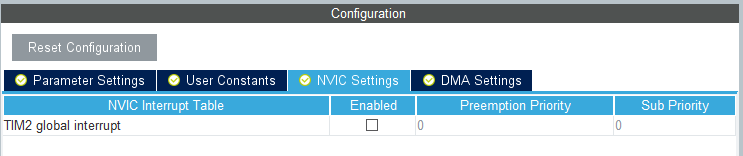 Configuration
Reset Configuration
Parameter Settings User Constants NVIC Settings DMA Settings
NVIC Interrupt Table Enabled Preemption Priority Sub Priority
TIM2 global interrupt 0 0